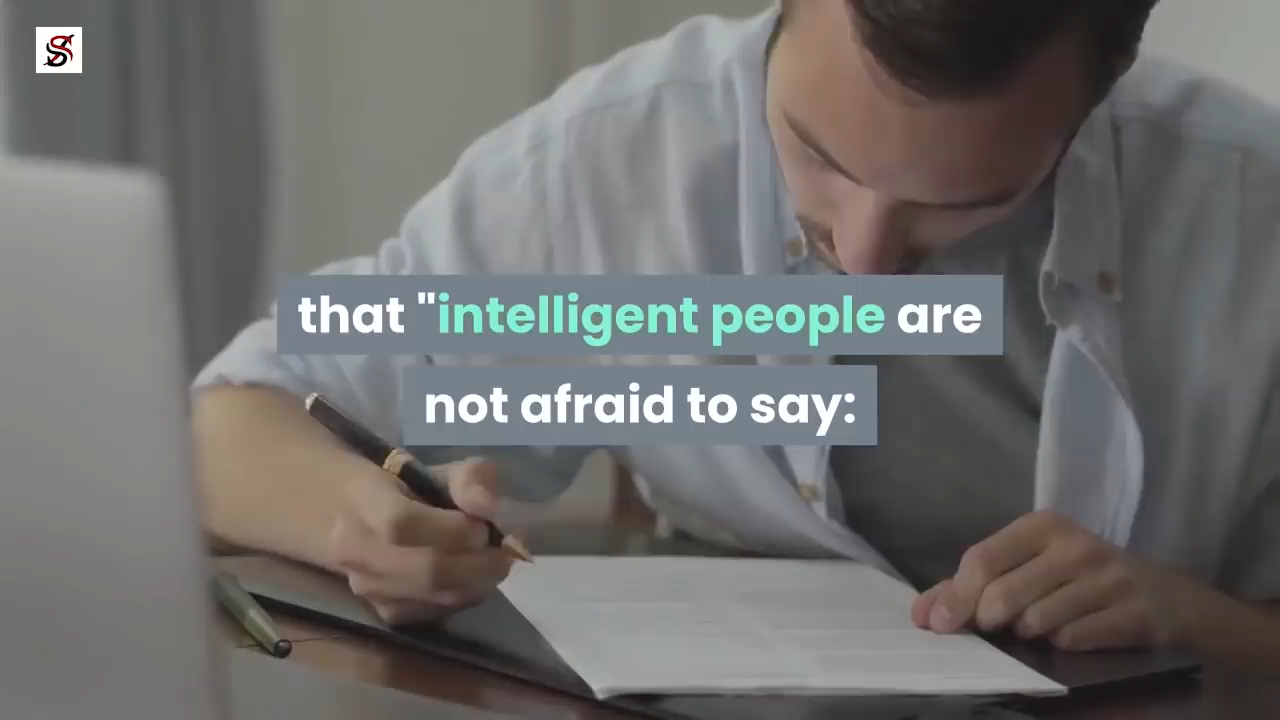 that "intelligent people are
not afraid to say: